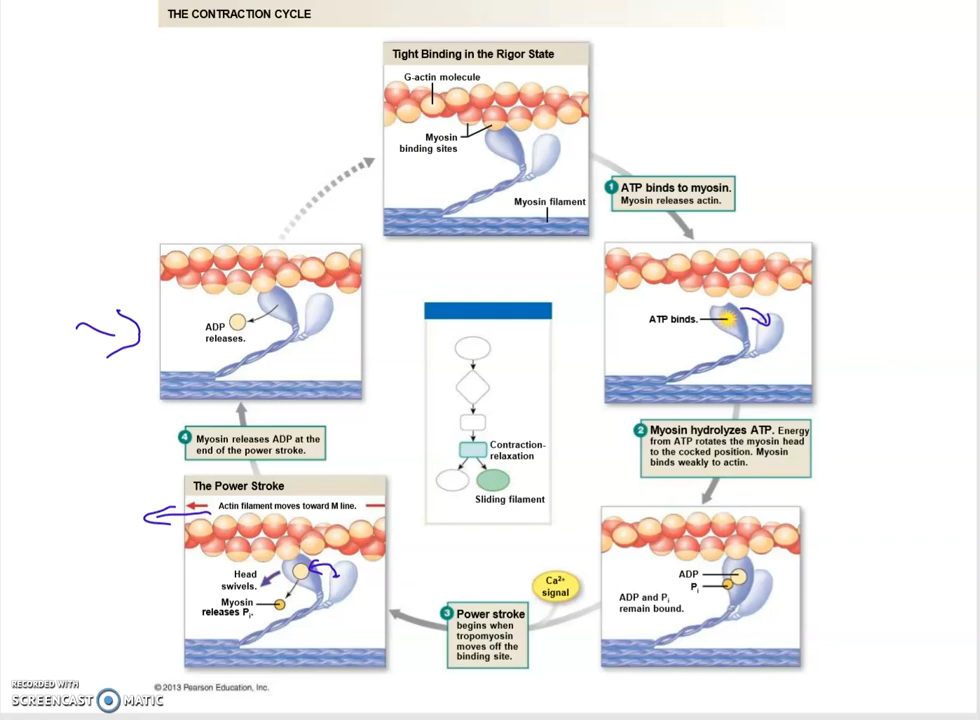 THE CONTRACTION CYCLE
Tight Binding in the Rigor State
G-actin molecule
Myosin
binding sites
Myosin filament
1 ATP binds to myosin.
Myosin releases actin.
ATP binds.
2 Myosin hydrolyzes ATP. Energy
from ATP rotates the myosin head
to the cocked position. Myosin
binds weakly to actin.
ADP
Pi
ADP and Pi
remain bound.
Ca2+
signal
3 Power stroke
begins when
tropomyosin
moves off the
binding site.
The Power Stroke
Actin filament moves toward M line.
Head
swivels.
Myosin
releases Pi.
4 Myosin releases ADP at the
end of the power stroke.
ADP
releases.
Contraction-
relaxation
Sliding filament
© 2013 Pearson Education, Inc.
RECORDED WITH
SCREENCAST MATIC